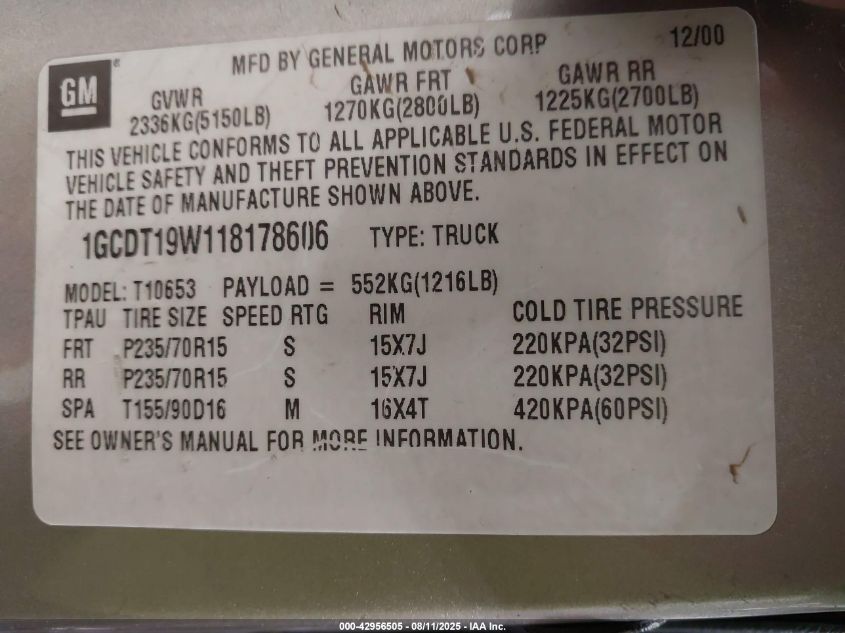 MFD BY GENERAL MOTORS CORP 12/00
GM
GVWR GAWR FRT GAWR RR
2336KG(5150LB) 1270KG(2800LB) 1225KG(2700LB)
THIS VEHICLE CONFORMS TO ALL APPLICABLE U.S. FEDERAL MOTOR
VEHICLE SAFETY AND THEFT PREVENTION STANDARDS IN EFFECT ON
THE DATE OF MANUFACTURE SHOWN ABOVE.
1GCDT19W118178606 TYPE: TRUCK
MODEL: T10653 PAYLOAD = 552KG(1216LB)
TPAU TIRE SIZE SPEED RTG RIM COLD TIRE PRESSURE
FRT P235/70R15 S 15X7J 220KPA(32PSI)
RR P235/70R15 S 15X7J 220KPA(32PSI)
SPA T155/90D16 M 16X4T 420KPA(60PSI)
SEE OWNER'S MANUAL FOR MORE INFORMATION.
000-42956505 - 08/11/2025 - IAA Inc.